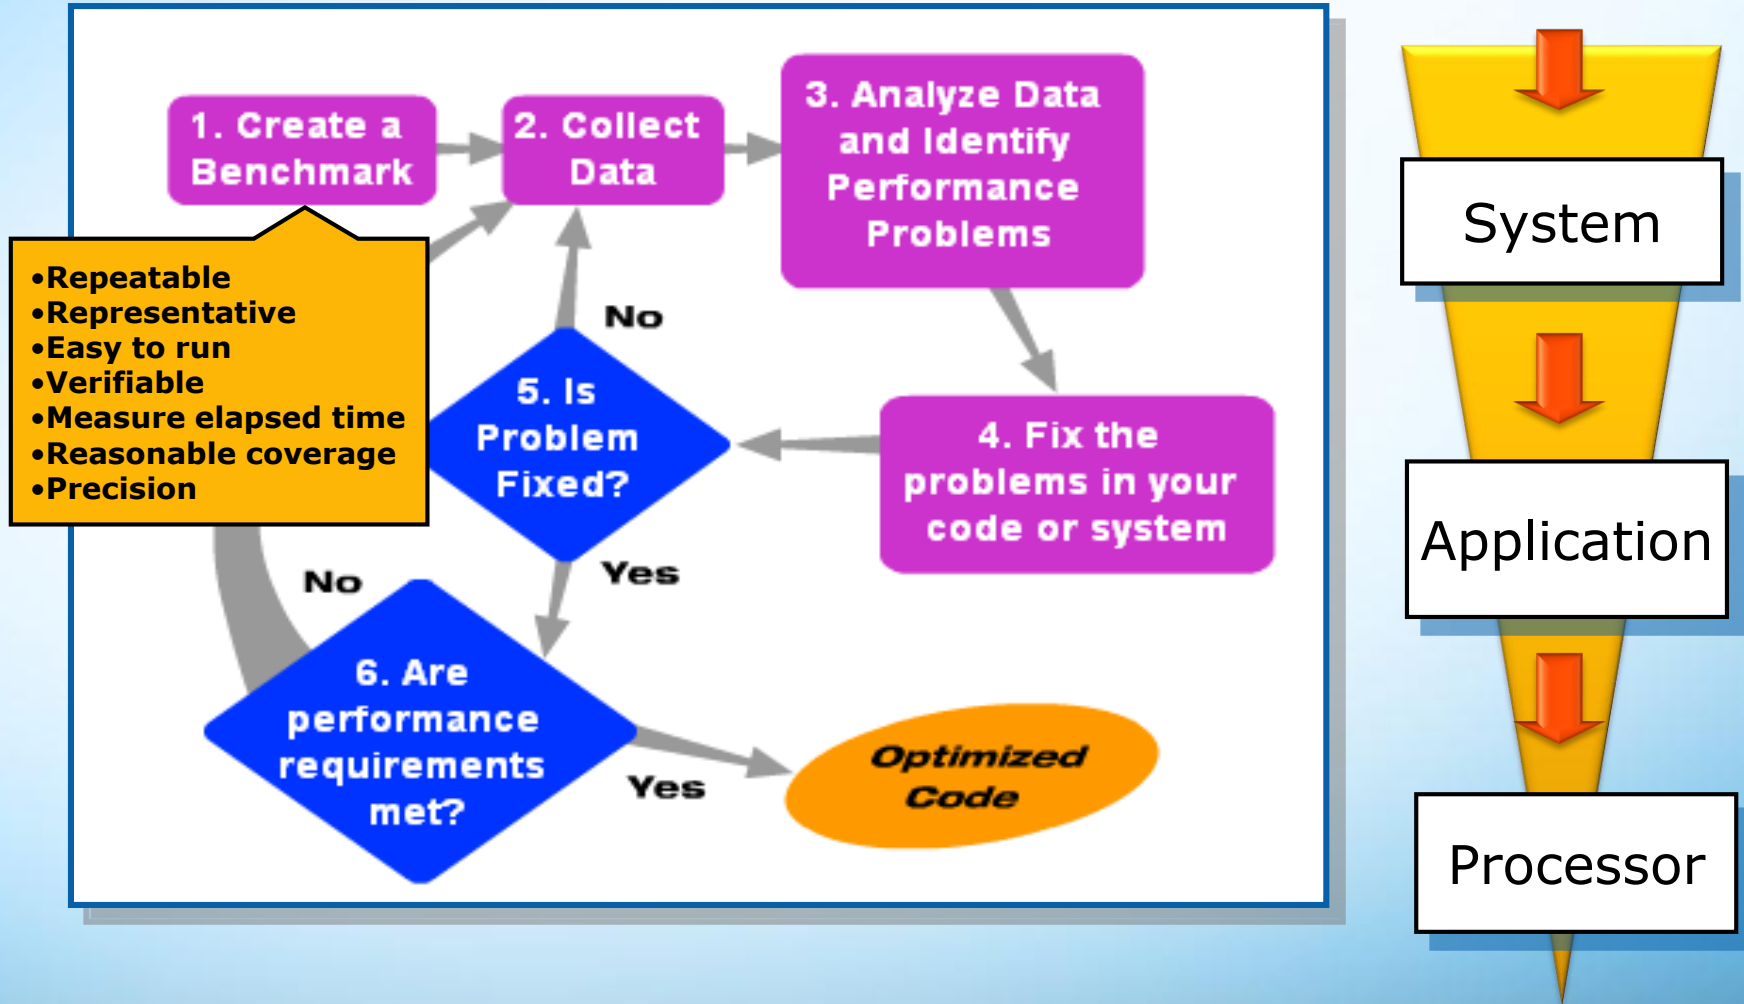 1. Create a
Benchmark
2. Collect
Data
3. Analyze Data
and Identify
Performance
Problems
•Repeatable
•Representative
•Easy to run
•Verifiable
•Measure elapsed time
•Reasonable coverage
•Precision
No
5. Is
Problem
Fixed?
4. Fix the
problems in your
code or system
Yes
No
6. Are
performance
requirements
met?
Yes
Optimized
Code
System
Application
Processor